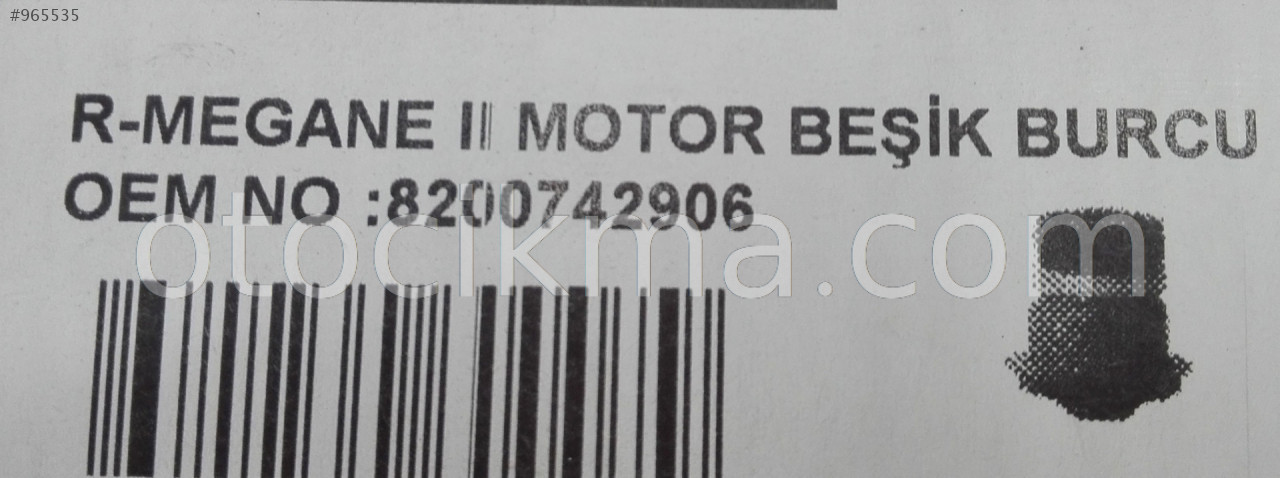 #965535
R-MEGANE II MOTOR BEŞİK BURCU
OEM NO :8200742906
otocikma.com